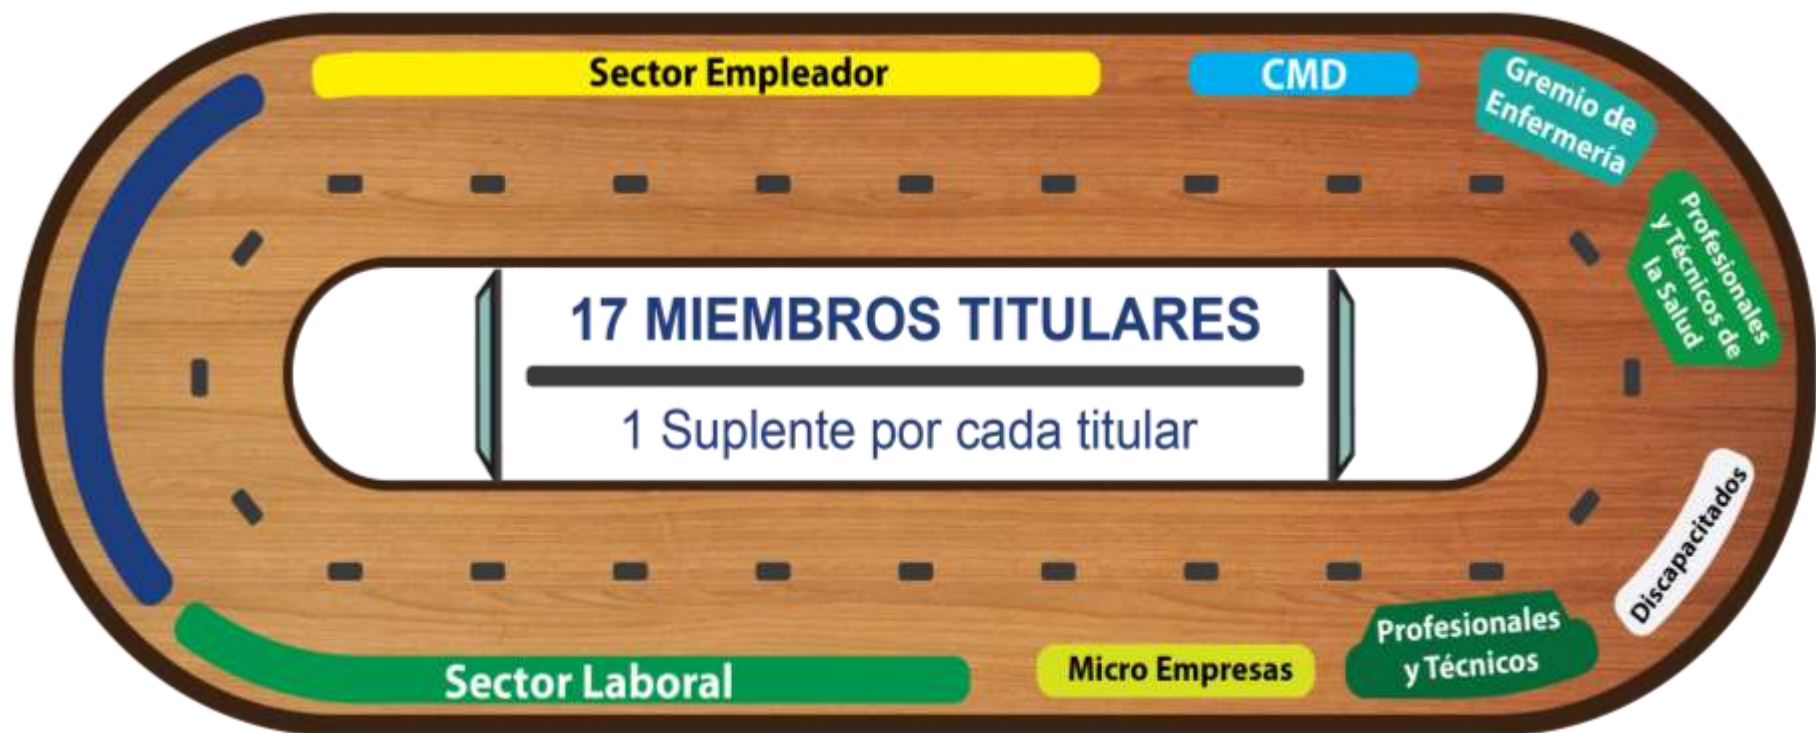 Sector Empleador
CMD
Gremio de
Enfermería
Profesionales
y Técnicos de
la Salud
17 MIEMBROS TITULARES
1 Suplente por cada titular
Discapacitados
Profesionales
y Técnicos
Micro Empresas
Sector Laboral